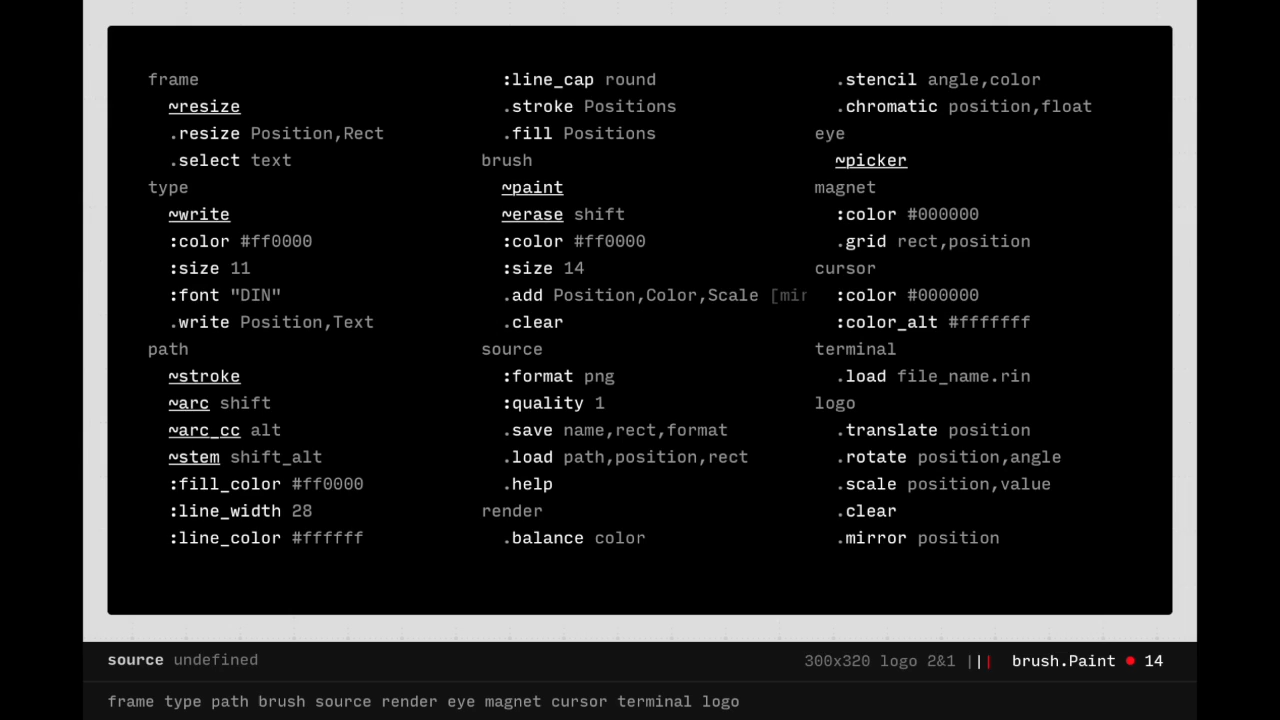 frame
~resize
.resize Position,Rect
.select text
type
~write
:color #ff0000
:size 11
:font "DIN"
.write Position,Text
path
~stroke
~arc shift
~arc_cc alt
~stem shift_alt
:fill_color #ff0000
:line_width 28
:line_color #ffffff
:line_cap round
.stroke Positions
.fill Positions
brush
~paint
~erase shift
:color #ff0000
:size 14
.add Position,Color,Scale [mir
.clear
source
:format png
:quality 1
.save name,rect,format
.load path,position,rect
.help
render
.balance color
.stencil angle,color
.chromatic position,float
eye
~picker
magnet
:color #000000
.grid rect,position
cursor
:color #000000
:color_alt #fffffff
terminal
.load file_name.rin
logo
.translate position
.rotate position,angle
.scale position,value
.clear
.mirror position
source undefined
300x320 logo 2&1 ||| brush.Paint ● 14
frame type path brush source render eye magnet cursor terminal logo